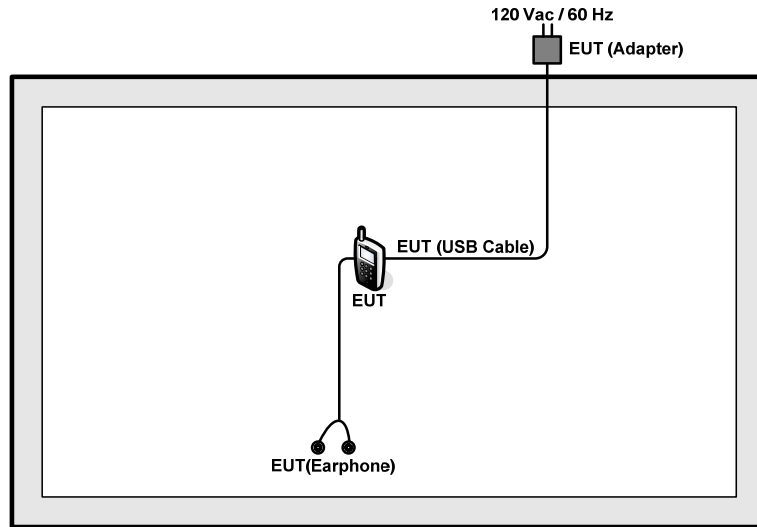 120 Vac / 60 Hz
EUT (Adapter)
EUT (USB Cable)
EUT
EUT(Earphone)